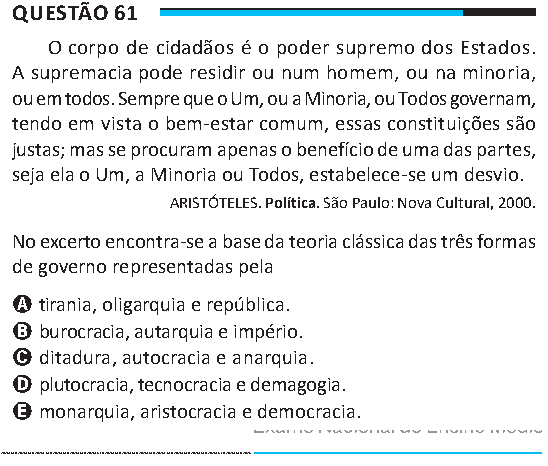 QUESTÃO 61
O corpo de cidadãos é o poder supremo dos Estados.
A supremacia pode residir ou num homem, ou na minoria,
ou em todos. Sempre que o Um, ou a Minoria, ou Todos governam,
tendo em vista o bem-estar comum, essas constituições são
justas; mas se procuram apenas o benefício de uma das partes,
seja ela o Um, a Minoria ou Todos, estabelece-se um desvio.
ARISTÓTELES. Política. São Paulo: Nova Cultural, 2000.
No excerto encontra-se a base da teoria clássica das três formas
de governo representadas pela
A tirania, oligarquia e república.
B burocracia, autarquia e império.
C ditadura, autocracia e anarquia.
D plutocracia, tecnocracia e demagogia.
E monarquia, aristocracia e democracia.